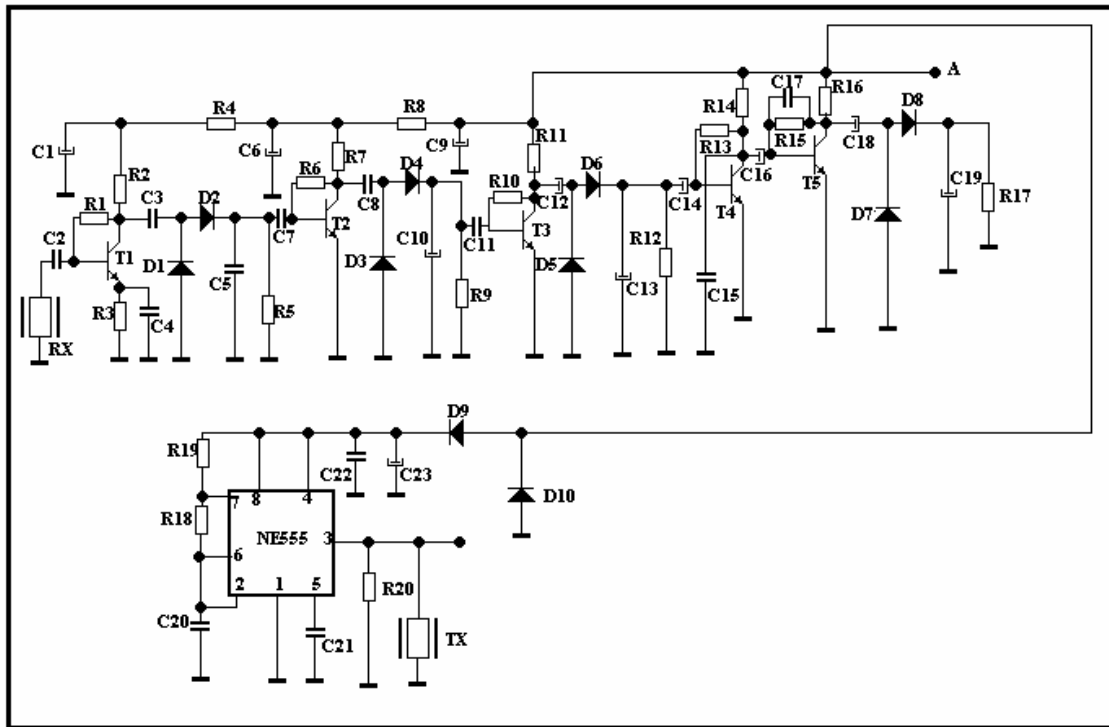 A
C17
R16
R14
D8
R4
R8
C1
C6
C9
R11
R15
C18
R13
R7
D4
D6
R2
R6
C16
C19
R17
R10
C8
T5
R1
C3
D2
C12
C14
T4
C2
C7
T2
D7
T1
C10
C11
T3
R12
D1
D3
D5
C5
C13
C15
R3
C4
R5
R9
RX
D9
R19
C22
C23
D10
7
8
4
R18
NE555
3
6
2
1
5
R20
C20
C21
TX